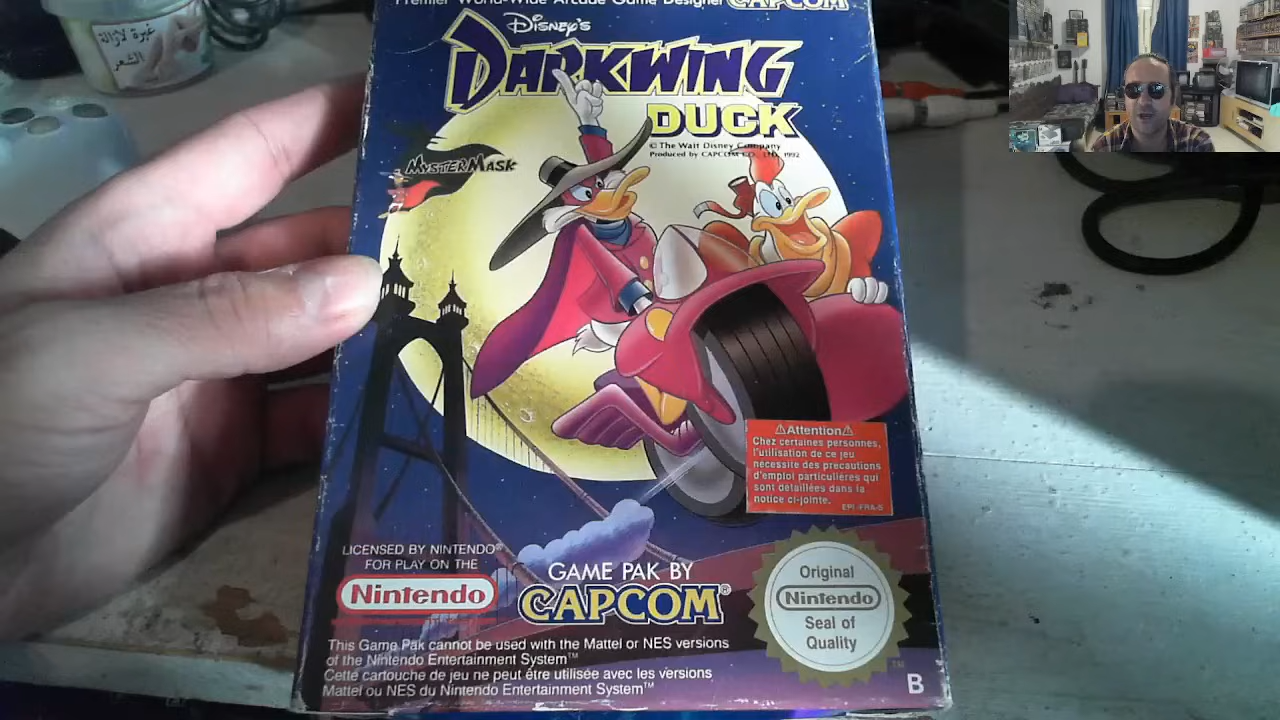 Premier World-Wide Arcade Game Designer CAPCOM
Disney's
DARKWING
DUCK
© The Walt Disney Company
Produced by CAPCOM CO., LTD. 1992
MYSTERMASK
⚠Attention⚠
Chez certaines personnes,
l'utilisation de ce jeu
nécessite des précautions
d'emploi particulières qui
sont détaillées dans la
notice ci-jointe.
EPI-/FRA-5
LICENSED BY NINTENDO®
FOR PLAY ON THE
Nintendo
GAME PAK BY
CAPCOM®
Original
Nintendo
Seal of
Quality
This Game Pak cannot be used with the Mattel or NES versions
of the Nintendo Entertainment System™
Cette cartouche de jeu ne peut être utilisée avec les versions
Mattel ou NES du Nintendo Entertainment System™
TM
B
لازالة
الشعر